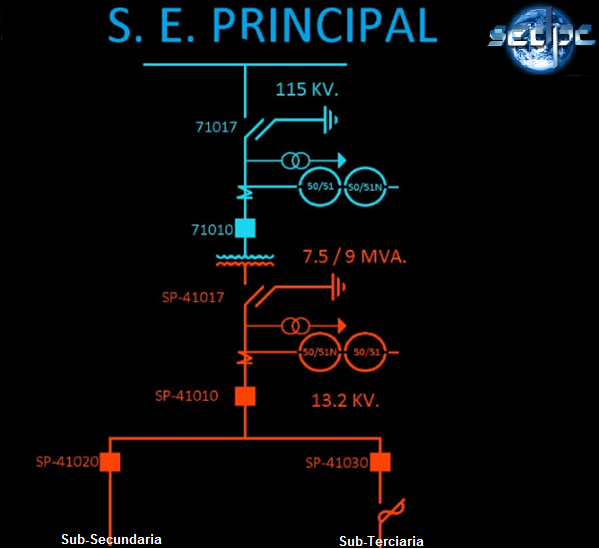 S. E. PRINCIPAL
secipc
115 KV.
71017
50/51 50/51N
71010
7.5 / 9 MVA.
SP-41017
50/51N 50/51
SP-41010
13.2 KV.
SP-41020
SP-41030
Sub-Secundaria
Sub-Terciaria